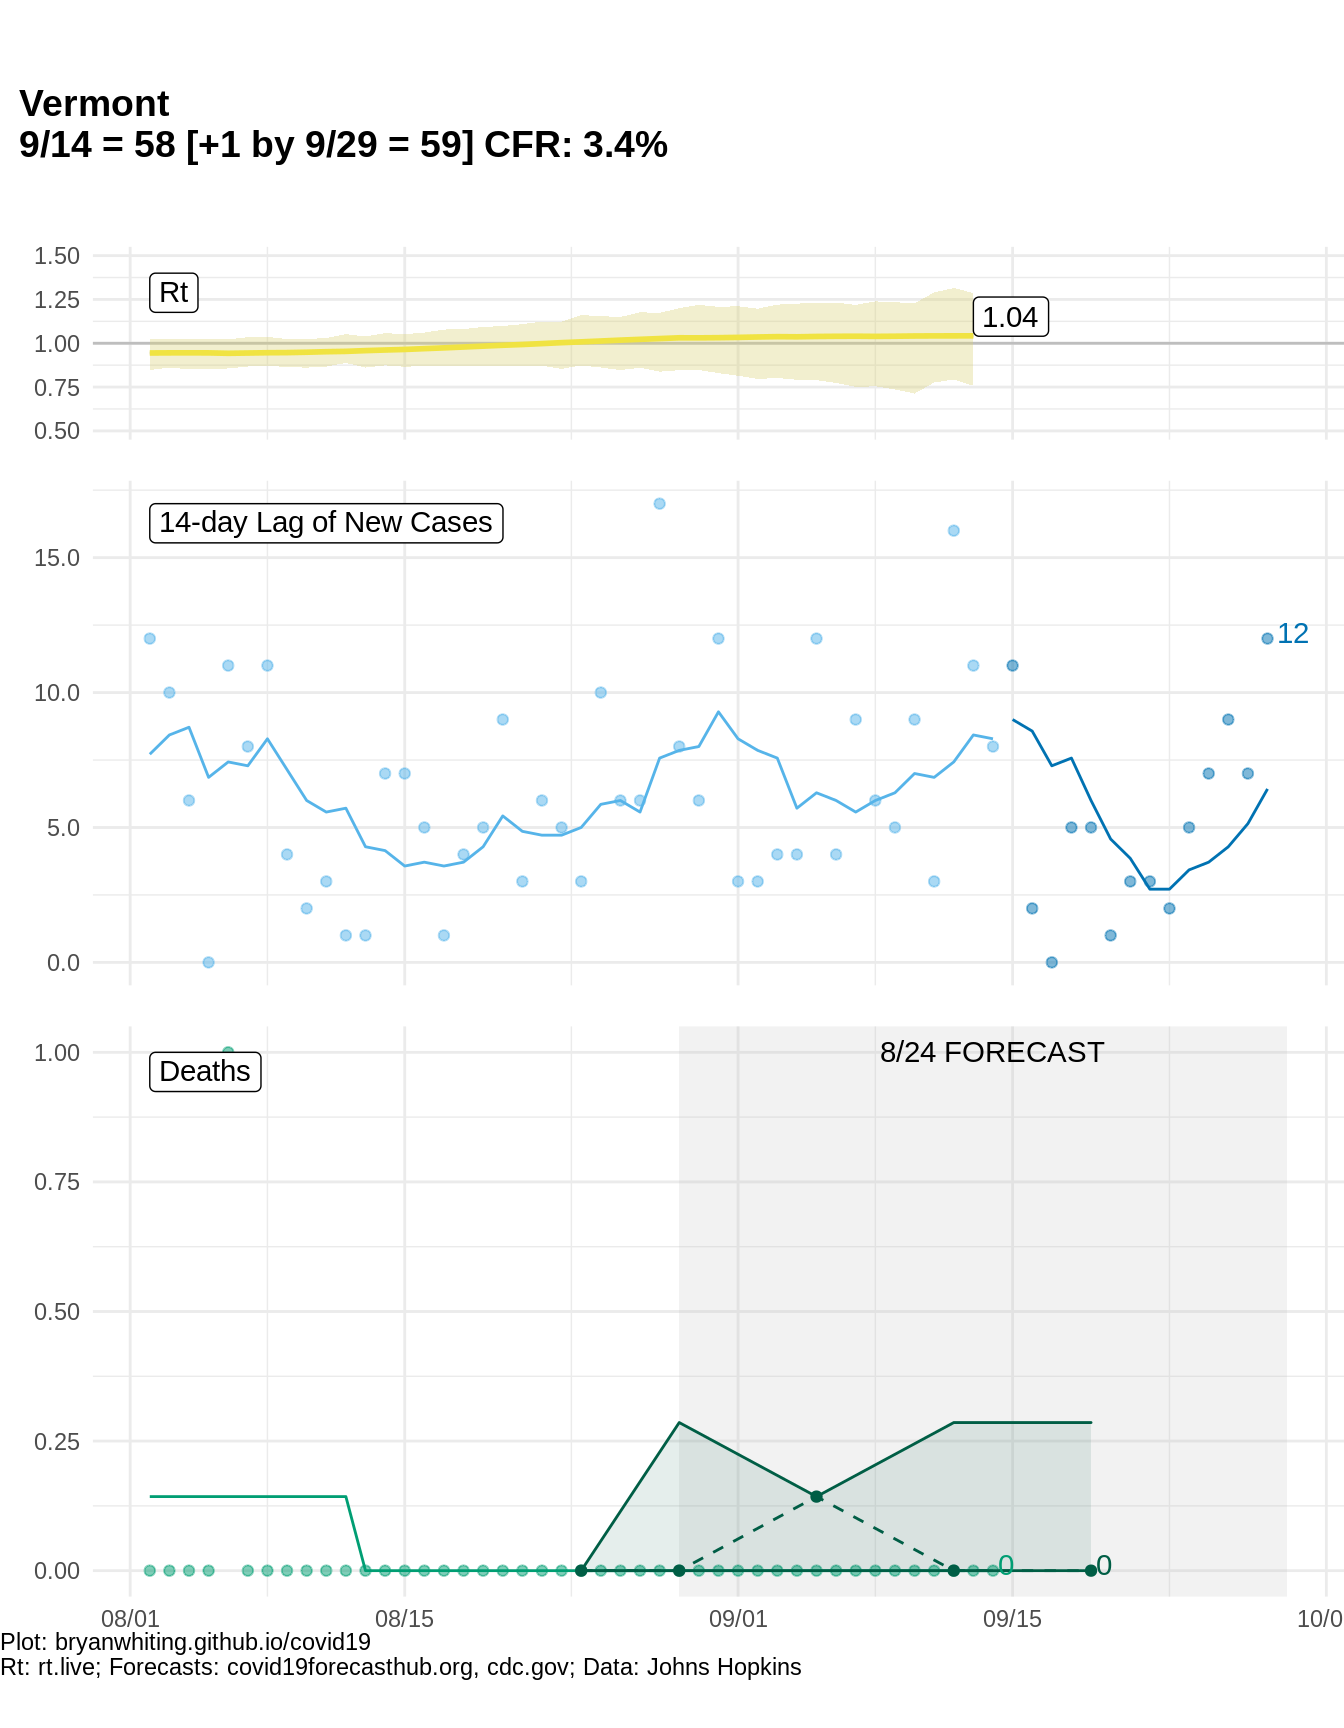 Vermont
9/14 = 58 [+1 by 9/29 = 59] CFR: 3.4%
1.50
1.25
1.00
0.75
0.50
Rt
1.04
14-day Lag of New Cases
15.0
10.0
5.0
0.0
12
1.00
0.75
0.50
0.25
0.00
Deaths
8/24 FORECAST
0
0
08/01 08/15 09/01 09/15 10/0
Plot: bryanwhiting.github.io/covid19
Rt: rt.live; Forecasts: covid19forecasthub.org, cdc.gov; Data: Johns Hopkins